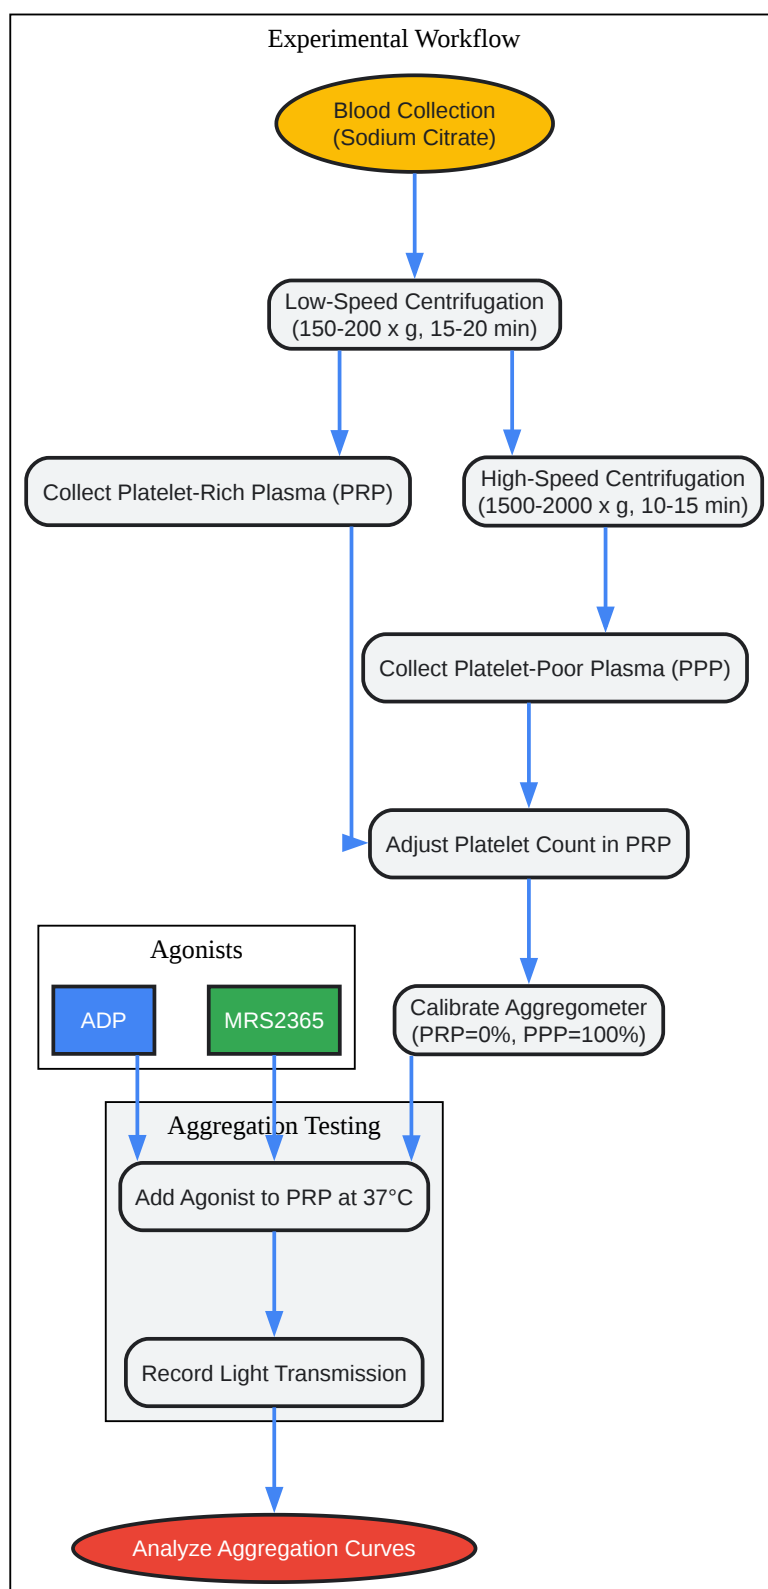 Experimental Workflow
Blood Collection
(Sodium Citrate)
Low-Speed Centrifugation
(150-200 x g, 15-20 min)
Collect Platelet-Rich Plasma (PRP)
High-Speed Centrifugation
(1500-2000 x g, 10-15 min)
Collect Platelet-Poor Plasma (PPP)
Adjust Platelet Count in PRP
Agonists
ADP
MRS2365
Calibrate Aggregometer
(PRP=0%, PPP=100%)
Aggregation Testing
Add Agonist to PRP at 37°C
Record Light Transmission
Analyze Aggregation Curves